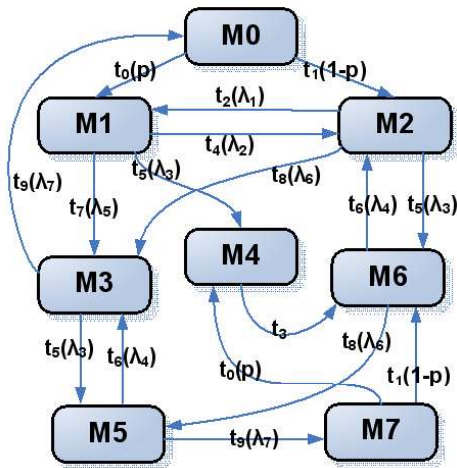 M0
t₀(p)
t₁(1-p)
t₂(λ₁)
M1
M2
t₄(λ₂)
t₅(λ₃)
t₈(λ₆)
t₉(λ₇)
t₇(λ₅)
t₆(λ₄)
t₅(λ₃)
M4
M3
M6
t₃
t₅(λ₃)
t₆(λ₄)
t₈(λ₆)
t₀(p)
t₁(1-p)
M5
t₉(λ₇)
M7